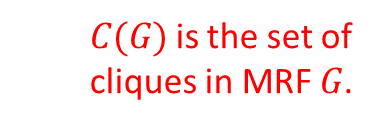 C(G) is the set of
cliques in MRF G.